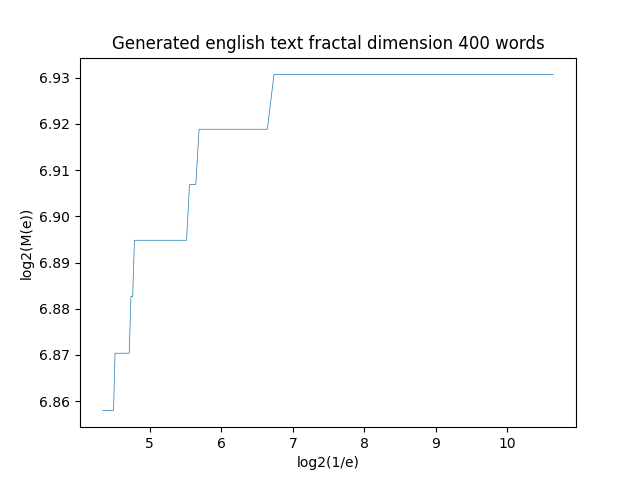 Generated english text fractal dimension 400 words
6.93
6.92
6.91
6.90
6.89
6.88
6.87
6.86
log2(M(e))
5 6 7 8 9 10
log2(1/e)